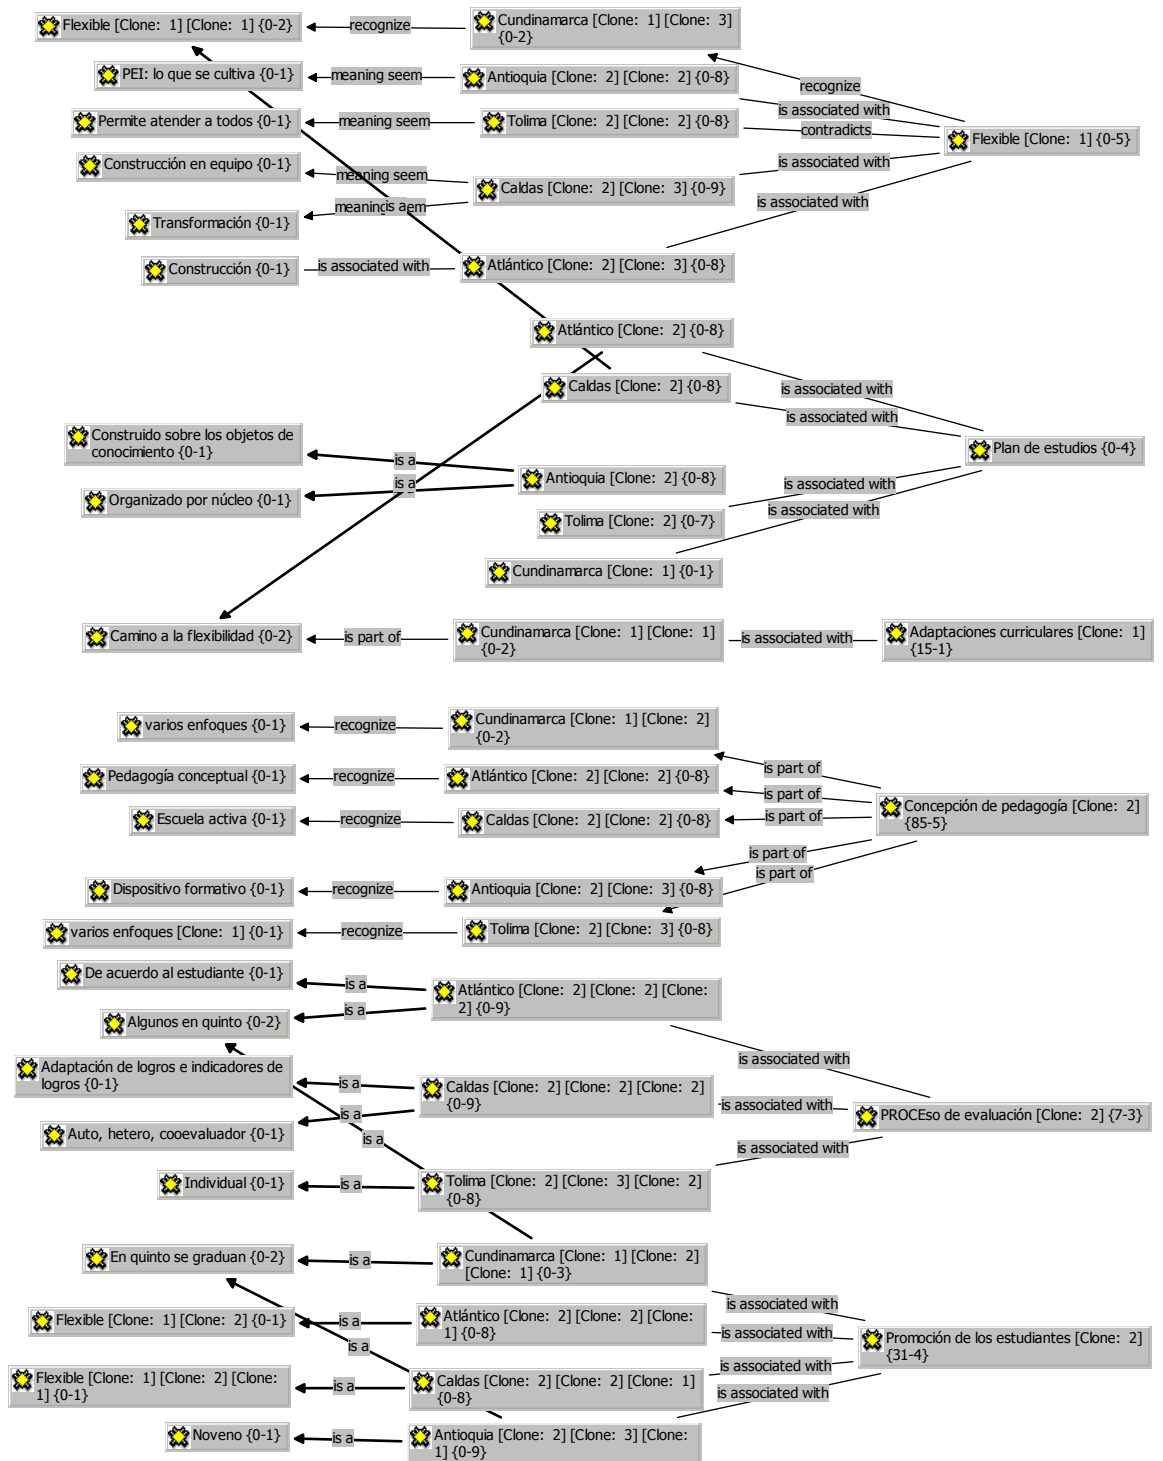 Flexible [Clone: 1] [Clone: 1] {0-2}
recognize
Cundinamarca [Clone: 1] [Clone: 3]
{0-2}
PEI: lo que se cultiva {0-1}
meaning seem
Antioquia [Clone: 2] [Clone: 2] {0-8}
recognize
is associated with
Permite atender a todos {0-1}
meaning seem
Tolima [Clone: 2] [Clone: 2] {0-8}
contradicts
Flexible [Clone: 1] {0-5}
Construcción en equipo {0-1}
meaning seem
Caldas [Clone: 2] [Clone: 3] {0-9}
is associated with
Transformación {0-1}
is a
is associated with
Construcción {0-1}
is associated with
Atlántico [Clone: 2] [Clone: 3] {0-8}
Atlántico [Clone: 2] {0-8}
is associated with
Caldas [Clone: 2] {0-8}
is associated with
Construido sobre los objetos de
conocimiento {0-1}
is a
Plan de estudios {0-4}
Organizado por núcleo {0-1}
is a
Antioquia [Clone: 2] {0-8}
is associated with
Tolima [Clone: 2] {0-7}
is associated with
Cundinamarca [Clone: 1] {0-1}
Camino a la flexibilidad {0-2}
is part of
Cundinamarca [Clone: 1] [Clone: 1]
{0-2}
is associated with
Adaptaciones curriculares [Clone: 1]
{15-1}
varios enfoques {0-1}
recognize
Cundinamarca [Clone: 1] [Clone: 2]
{0-2}
is part of
Pedagogía conceptual {0-1}
recognize
Atlántico [Clone: 2] [Clone: 2] {0-8}
is part of
Concepción de pedagogía [Clone: 2]
{85-5}
Escuela activa {0-1}
recognize
Caldas [Clone: 2] [Clone: 2] {0-8}
is part of
is part of
is part of
Dispositivo formativo {0-1}
recognize
Antioquia [Clone: 2] [Clone: 3] {0-8}
varios enfoques [Clone: 1] {0-1}
recognize
Tolima [Clone: 2] [Clone: 3] {0-8}
De acuerdo al estudiante {0-1}
is a
Atlántico [Clone: 2] [Clone: 2] [Clone:
2] {0-9}
Algunos en quinto {0-2}
is a
is associated with
Adaptación de logros e indicadores de
logros {0-1}
is a
Caldas [Clone: 2] [Clone: 2] [Clone: 2]
{0-9}
is associated with
PROCEso de evaluación [Clone: 2] {7-3}
Auto, hetero, cooevaluador {0-1}
is a
is a
is associated with
Individual {0-1}
is a
Tolima [Clone: 2] [Clone: 3] [Clone: 2]
{0-8}
En quinto se graduan {0-2}
is a
Cundinamarca [Clone: 1] [Clone: 2]
[Clone: 1] {0-3}
is associated with
Flexible [Clone: 1] [Clone: 2] {0-1}
is a
Atlántico [Clone: 2] [Clone: 2] [Clone:
1] {0-8}
is associated with
Promoción de los estudiantes [Clone: 2]
{31-4}
is a
is associated with
Flexible [Clone: 1] [Clone: 2] [Clone:
1] {0-1}
is a
Caldas [Clone: 2] [Clone: 2] [Clone: 1]
{0-8}
is associated with
Noveno {0-1}
is a
Antioquia [Clone: 2] [Clone: 3] [Clone:
1] {0-9}